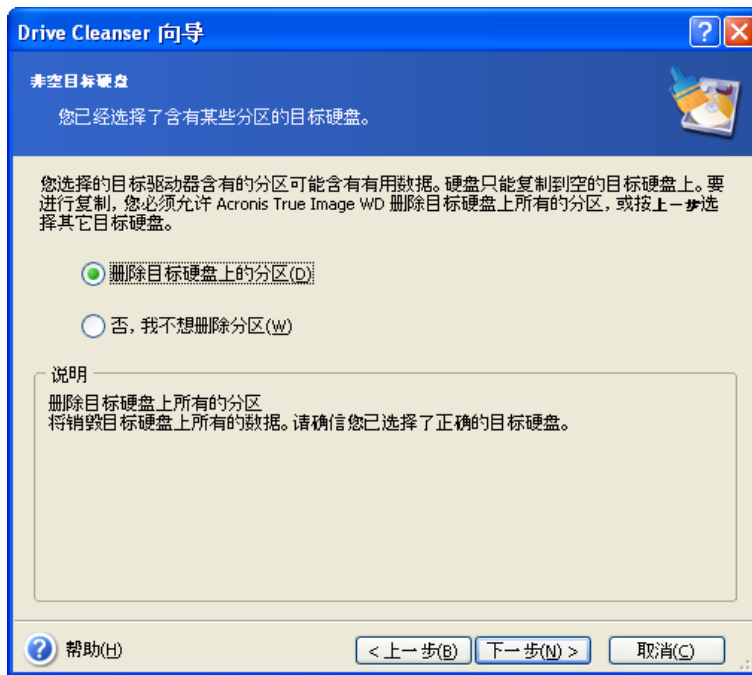 Drive Cleanser 向导
非空目标硬盘
您已经选择了含有某些分区的目标硬盘。
您选择的目标驱动器含有的分区可能含有有用数据。硬盘只能复制到空的目标硬盘上。要
进行复制, 您必须允许 Acronis True Image WD 删除目标硬盘上所有的分区, 或按上一步选
择其它目标硬盘。
删除目标硬盘上的分区(D)
否, 我不想删除分区(W)
说明
删除目标硬盘上所有的分区
将销毁目标硬盘上所有的数据。请确信您已选择了正确的目标硬盘。
帮助(H)
< 上一步(B)
下一步(N) >
取消(C)